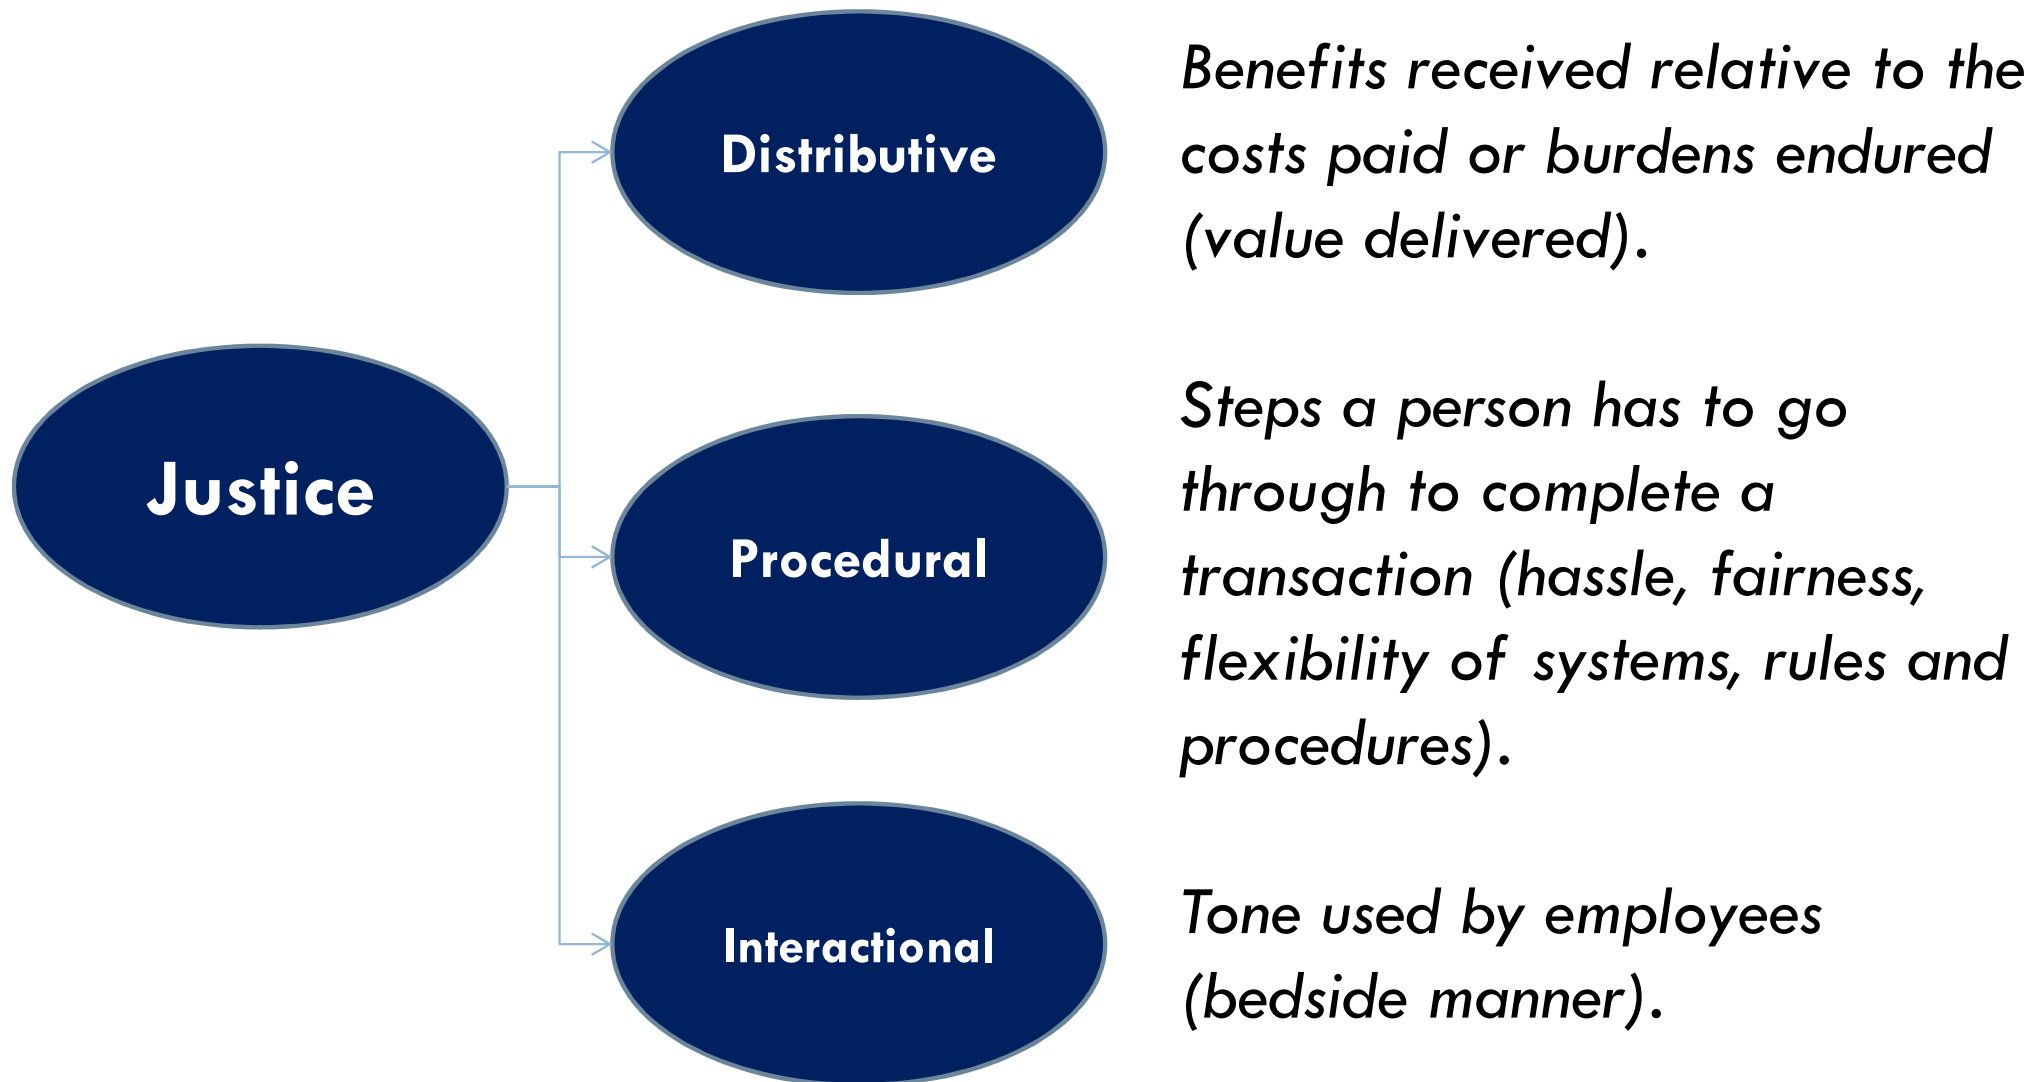 Justice
Distributive
Benefits received relative to the
costs paid or burdens endured
(value delivered).
Procedural
Steps a person has to go
through to complete a
transaction (hassle, fairness,
flexibility of systems, rules and
procedures).
Interactional
Tone used by employees
(bedside manner).